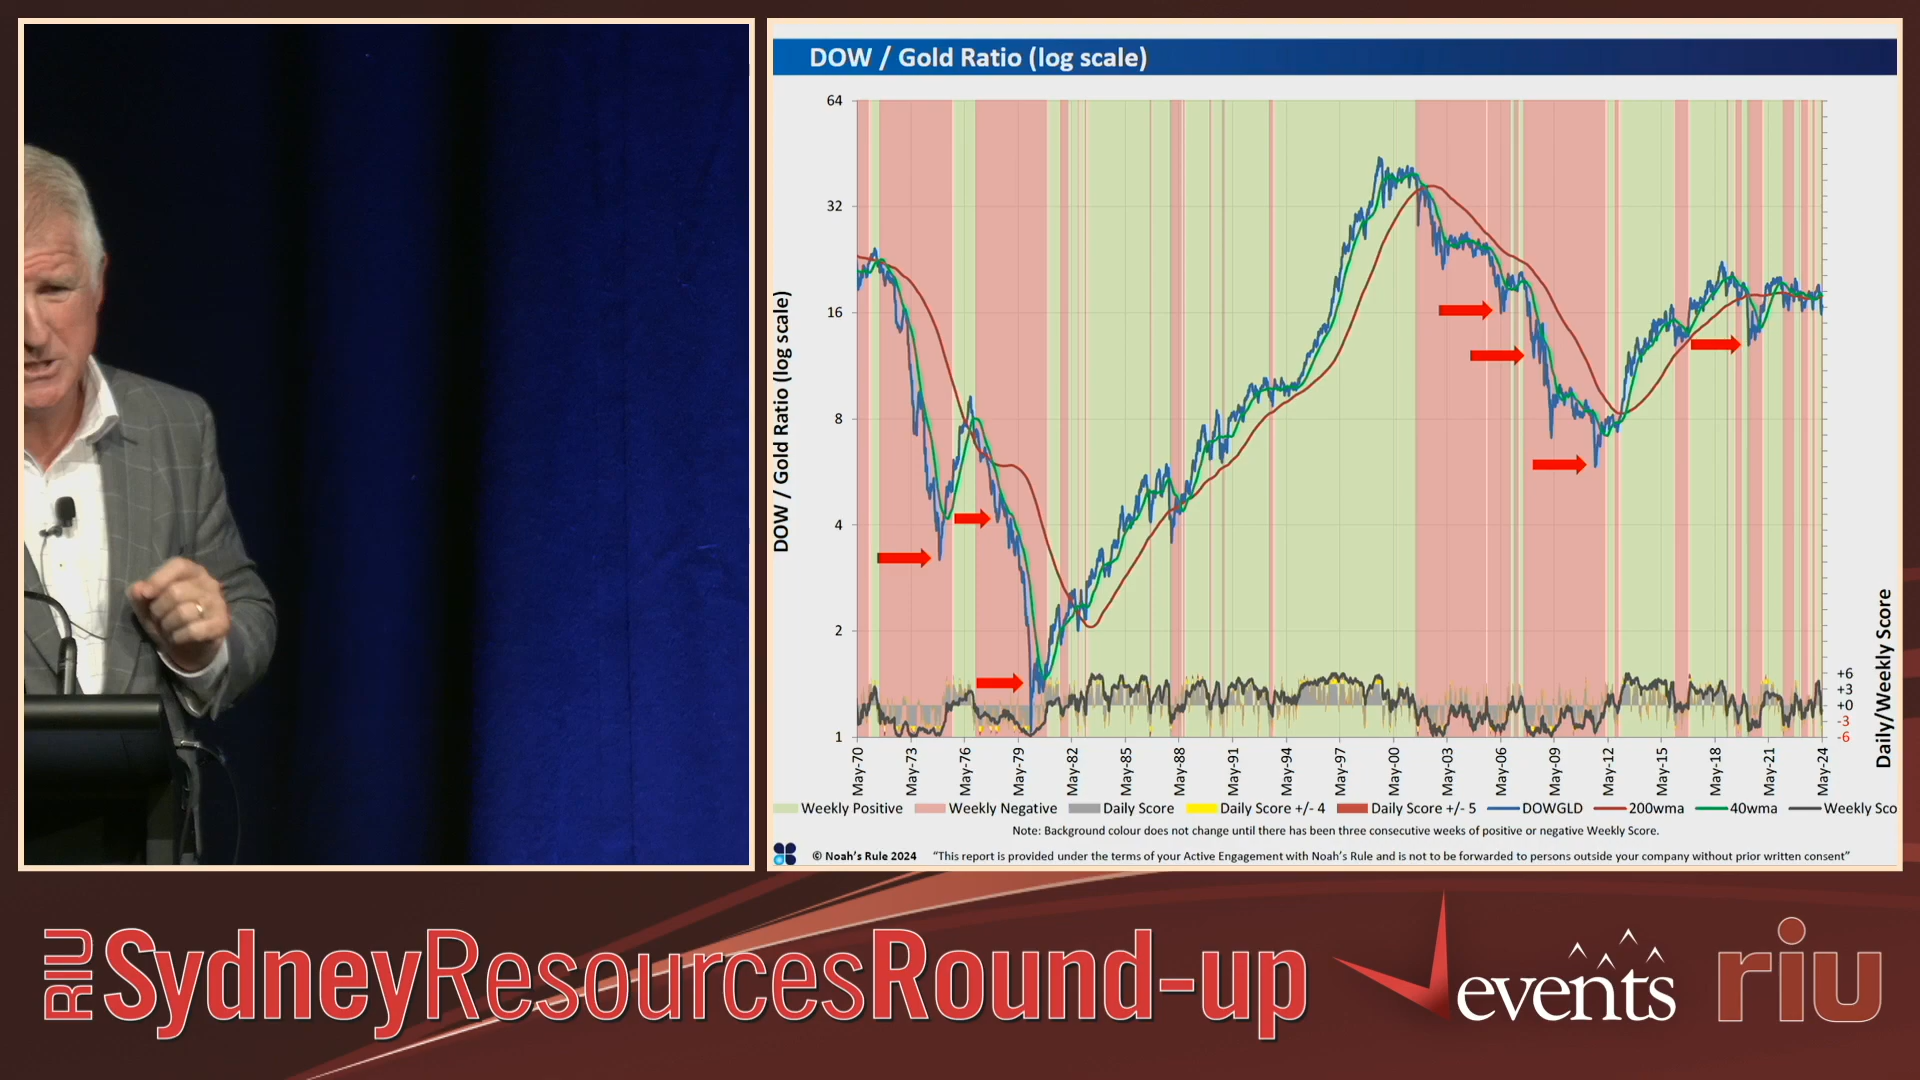 DOW / Gold Ratio (log scale)
DOW / Gold Ratio (log scale)
64
32
16
8
4
2
1
+6
+3
+0
-3
-6
Daily/Weekly Score
May-70
May-73
May-76
May-79
May-82
May-85
May-88
May-91
May-94
May-97
May-00
May-03
May-06
May-09
May-12
May-15
May-18
May-21
May-24
Weekly Positive Weekly Negative Daily Score Daily Score +/- 4 Daily Score +/- 5 DOWGLD 200wma 40wma Weekly Sco
Note: Background colour does not change until there has been three consecutive weeks of positive or negative Weekly Score.
© Noah's Rule 2024 "This report is provided under the terms of your Active Engagement with Noah's Rule and is not to be forwarded to persons outside your company without prior written consent"
RIU SydneyResourcesRound-up
events
riu